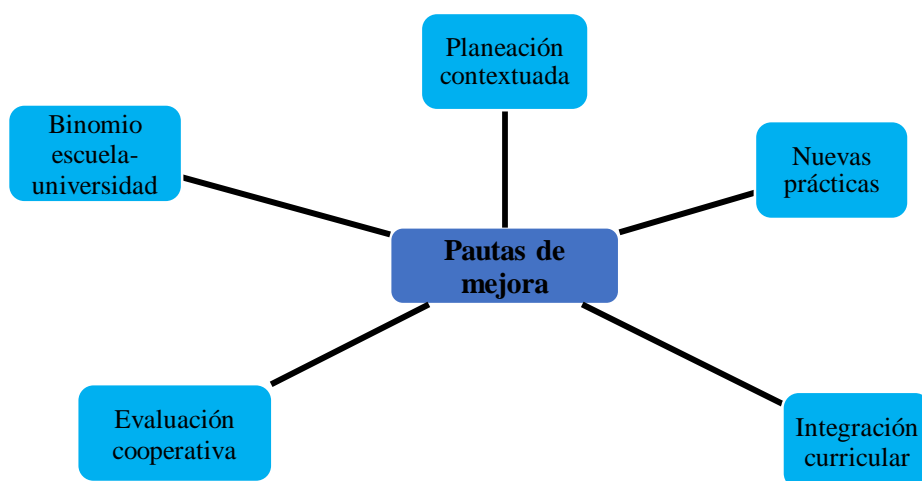 Planeación
contextuada
Binomio
escuela-
universidad
Nuevas
prácticas
Pautas de
mejora
Evaluación
cooperativa
Integración
curricular